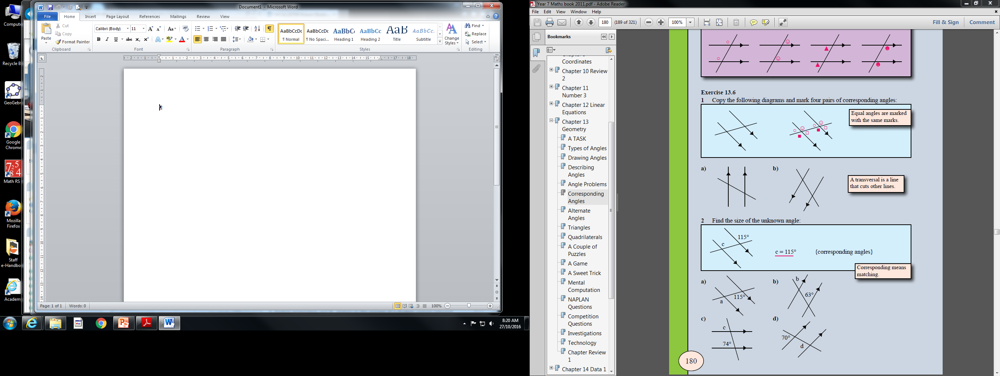 Compute
Recycle B
GeoGebr
Google
Chrome
Math RS
Mozilla
Firefox
Staff
e-Handbo
Academ
Document1 - Microsoft Word
File Home Insert Page Layout References Mailings Review View
Paste
Cut
Copy
Format Painter
Clipboard
Calibri (Body) 11
Font
Paragraph
AaBbCcDc AaBbCcDc AaBbC AaBbCc AaB AaBbCc.
¶ Normal ¶ No Spaci... Heading 1 Heading 2 Title Subtitle
Change
Styles
Styles
Find
Replace
Select
Editing
¶
Page: 1 of 1 Words: 0 100%
8:20 AM
27/10/2016
Year 7 Maths book 2011.pdf - Adobe Reader
File Edit View Window Help
180 (189 of 321) 100% Fill & Sign Comment
Bookmarks
Coordinates
Chapter 10 Review
2
Chapter 11
Number 3
Chapter 12 Linear
Equations
Chapter 13
Geometry
A TASK
Types of Angles
Drawing Angles
Describing
Angles
Angle Problems
Corresponding
Angles
Alternate
Angles
Triangles
Quadrilaterals
A Couple of
Puzzles
A Game
A Sweet Trick
Mental
Computation
NAPLAN
Questions
Competition
Questions
Investigations
Technology
Chapter Review
1
Chapter 14 Data 1
Exercise 13.6
1 Copy the following diagrams and mark four pairs of corresponding angles:
Equal angles are marked
with the same marks.
a) b)
A transversal is a line
that cuts other lines.
2 Find the size of the unknown angle:
115°
c
c = 115° {corresponding angles}
Corresponding means
matching.
a) 115° a
b) b 63°
c) c 74°
d) 70° d
180